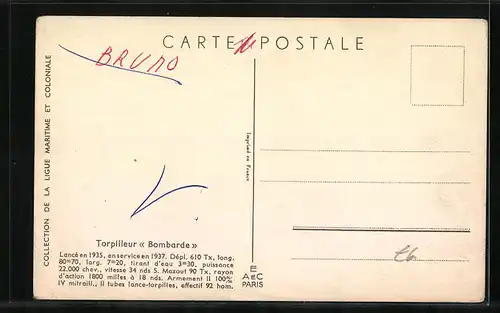 CARTE POSTALE
BRUNO
COLLECTION DE LA LIGUE MARITIME ET COLONIALE
Imprimé en France
Torpilleur « Bombarde »
Lancé en 1935, en service en 1937. Dépl. 610 Tx, long.
80m70, larg. 7m20, tirant d'eau 3m30, puissance
22.000 chev., vitesse 34 nds 5. Mazout 90 Tx, rayon
d'action 1800 milles à 18 nds. Armement II 100m/m
IV mitraill., II tubes lance-torpilles, effectif 92 hom.
E
AEC
PARIS